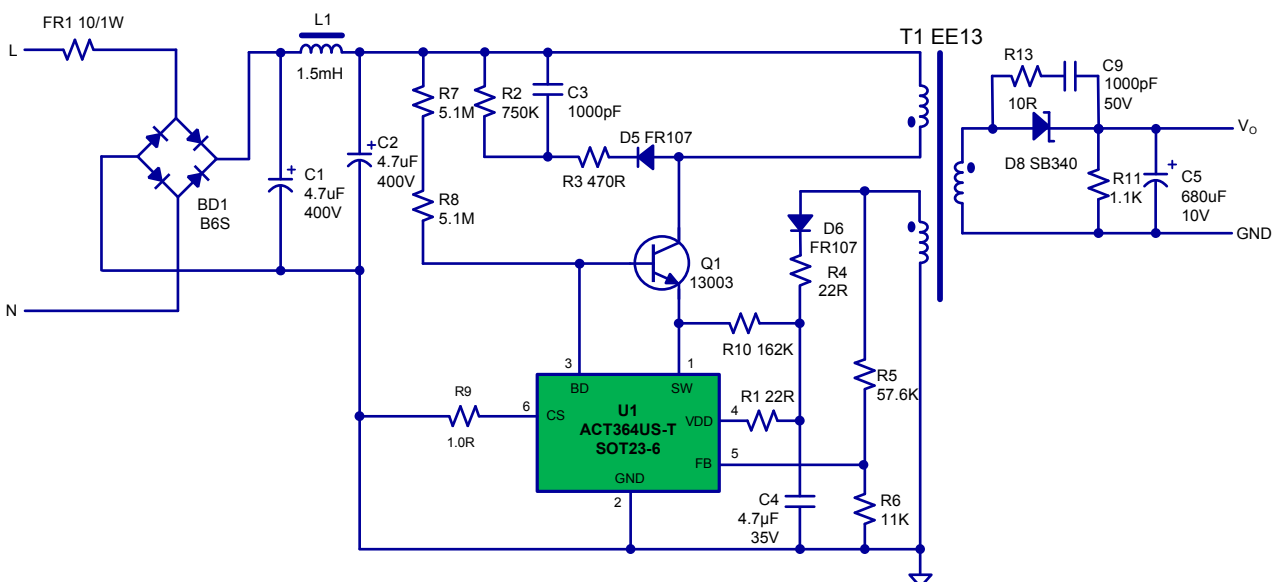 FR1 10/1W
L
L1
1.5mH
T1 EE13
R13
10R
C9
1000pF
50V
R7
5.1M
R2
750K
C3
1000pF
D5 FR107
R3 470R
VO
D8 SB340
C2
4.7uF
400V
+
C1
4.7uF
400V
+
BD1
B6S
R8
5.1M
R11
1.1K
C5
680uF
10V
+
GND
D6
FR107
R4
22R
Q1
13003
N
R10 162K
3
1
BD
SW
R9
1.0R
6
CS
U1
ACT364US-T
SOT23-6
VDD
4
R1 22R
R5
57.6K
FB
5
GND
2
C4
4.7µF
35V
R6
11K